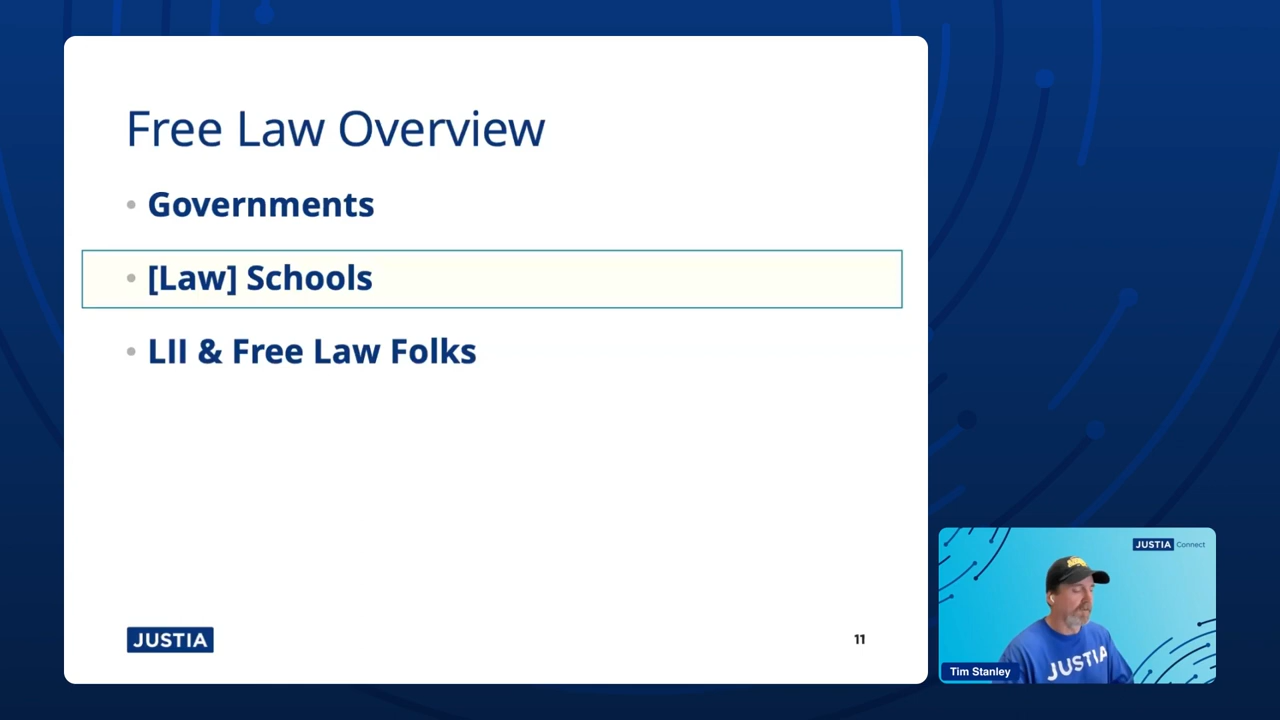 Free Law Overview
• Governments
• [Law] Schools
• LII & Free Law Folks
JUSTIA
11
JUSTIA Connect
JUSTIA
Tim Stanley